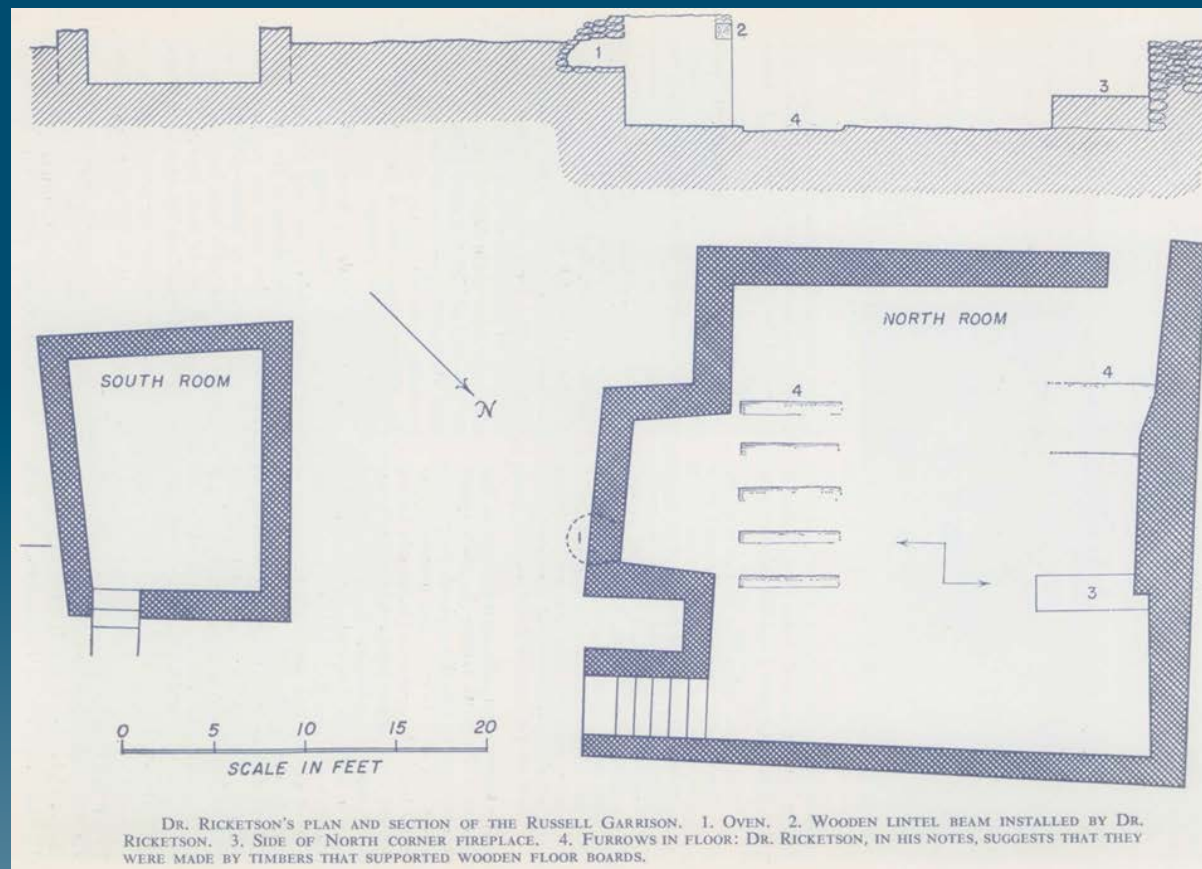 1
2
3
4
NORTH ROOM
SOUTH ROOM
4
4
N
1
3
0 5 10 15 20
SCALE IN FEET
DR. RICKETSON'S PLAN AND SECTION OF THE RUSSELL GARRISON. 1. OVEN. 2. WOODEN LINTEL BEAM INSTALLED BY DR.
RICKETSON. 3. SIDE OF NORTH CORNER FIREPLACE. 4. FURROWS IN FLOOR: DR. RICKETSON, IN HIS NOTES, SUGGESTS THAT THEY
WERE MADE BY TIMBERS THAT SUPPORTED WOODEN FLOOR BOARDS.